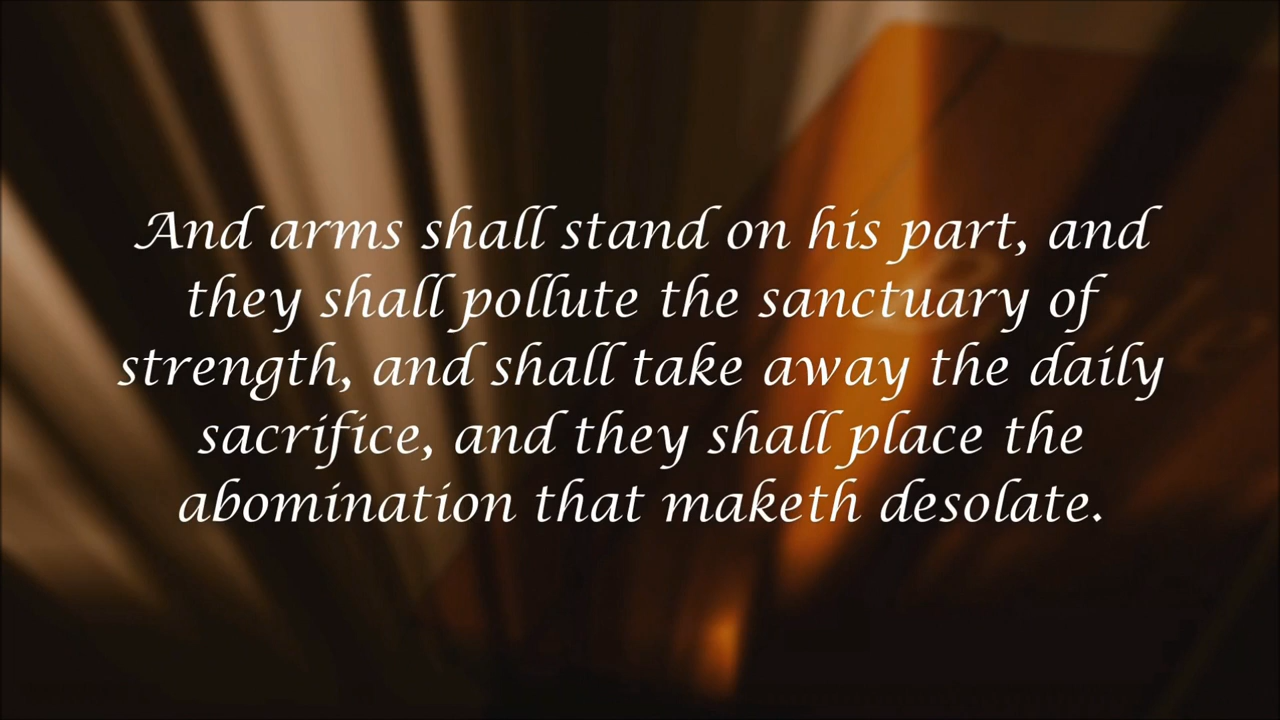 And arms shall stand on his part, and
they shall pollute the sanctuary of
strength, and shall take away the daily
sacrifice, and they shall place the
abomination that maketh desolate.